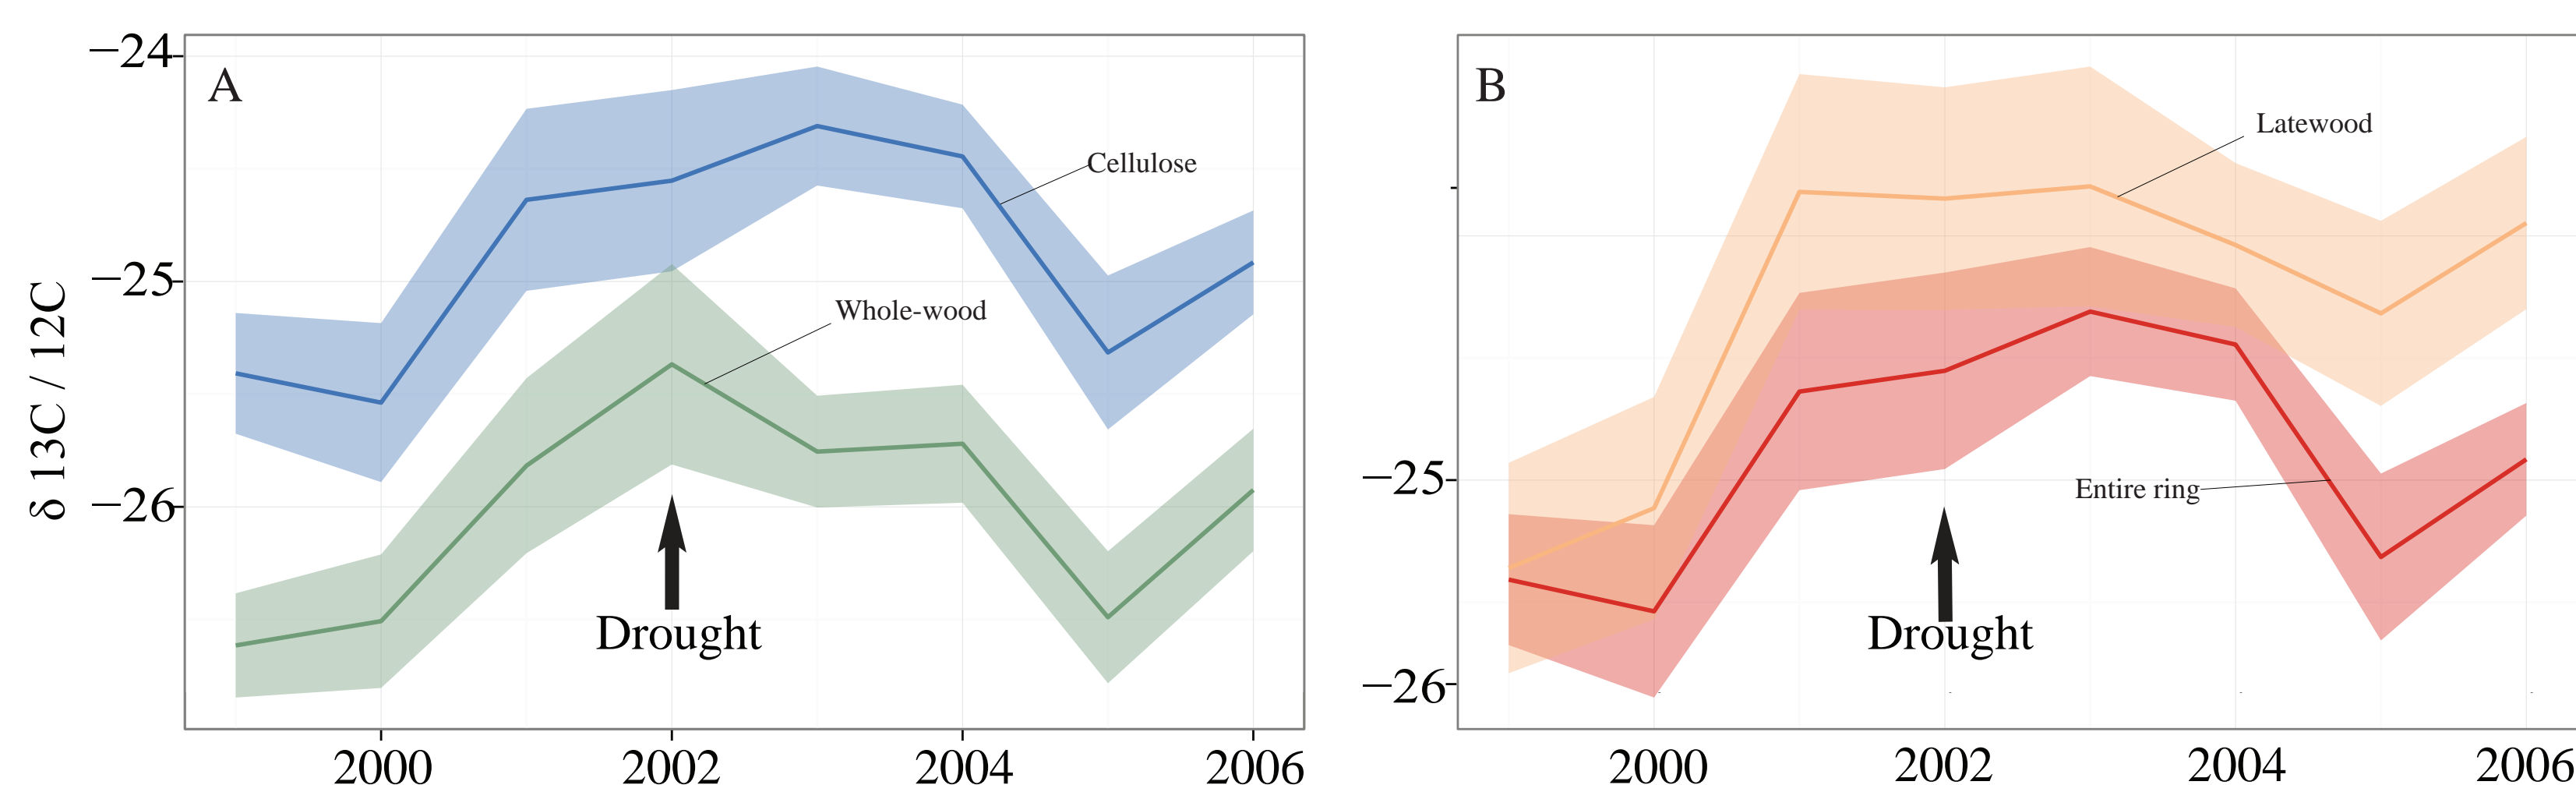 A
−24
−25
−26
δ 13C / 12C
Cellulose
Whole-wood
Drought
2000
2002
2004
2006
B
−25
−26
Latewood
Entire ring
Drought
2000
2002
2004
2006